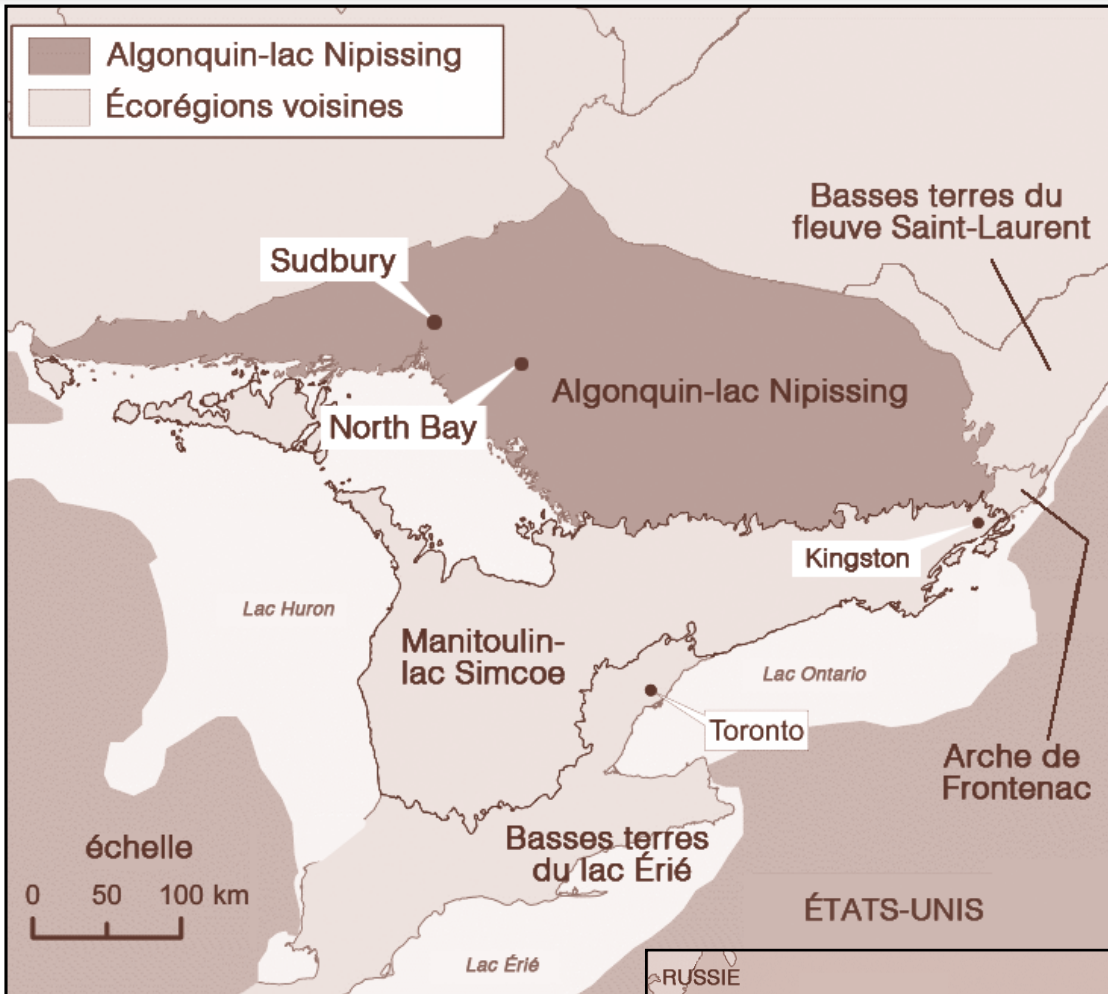 Algonquin-lac Nipissing
Écorégions voisines
Basses terres du
fleuve Saint-Laurent
Sudbury
Algonquin-lac Nipissing
North Bay
Kingston
Lac Huron
Manitoulin-
lac Simcoe
Lac Ontario
Toronto
Arche de
Frontenac
Basses terres
du lac Érié
échelle
0 50 100 km
ÉTATS-UNIS
Lac Érié
RUSSIE